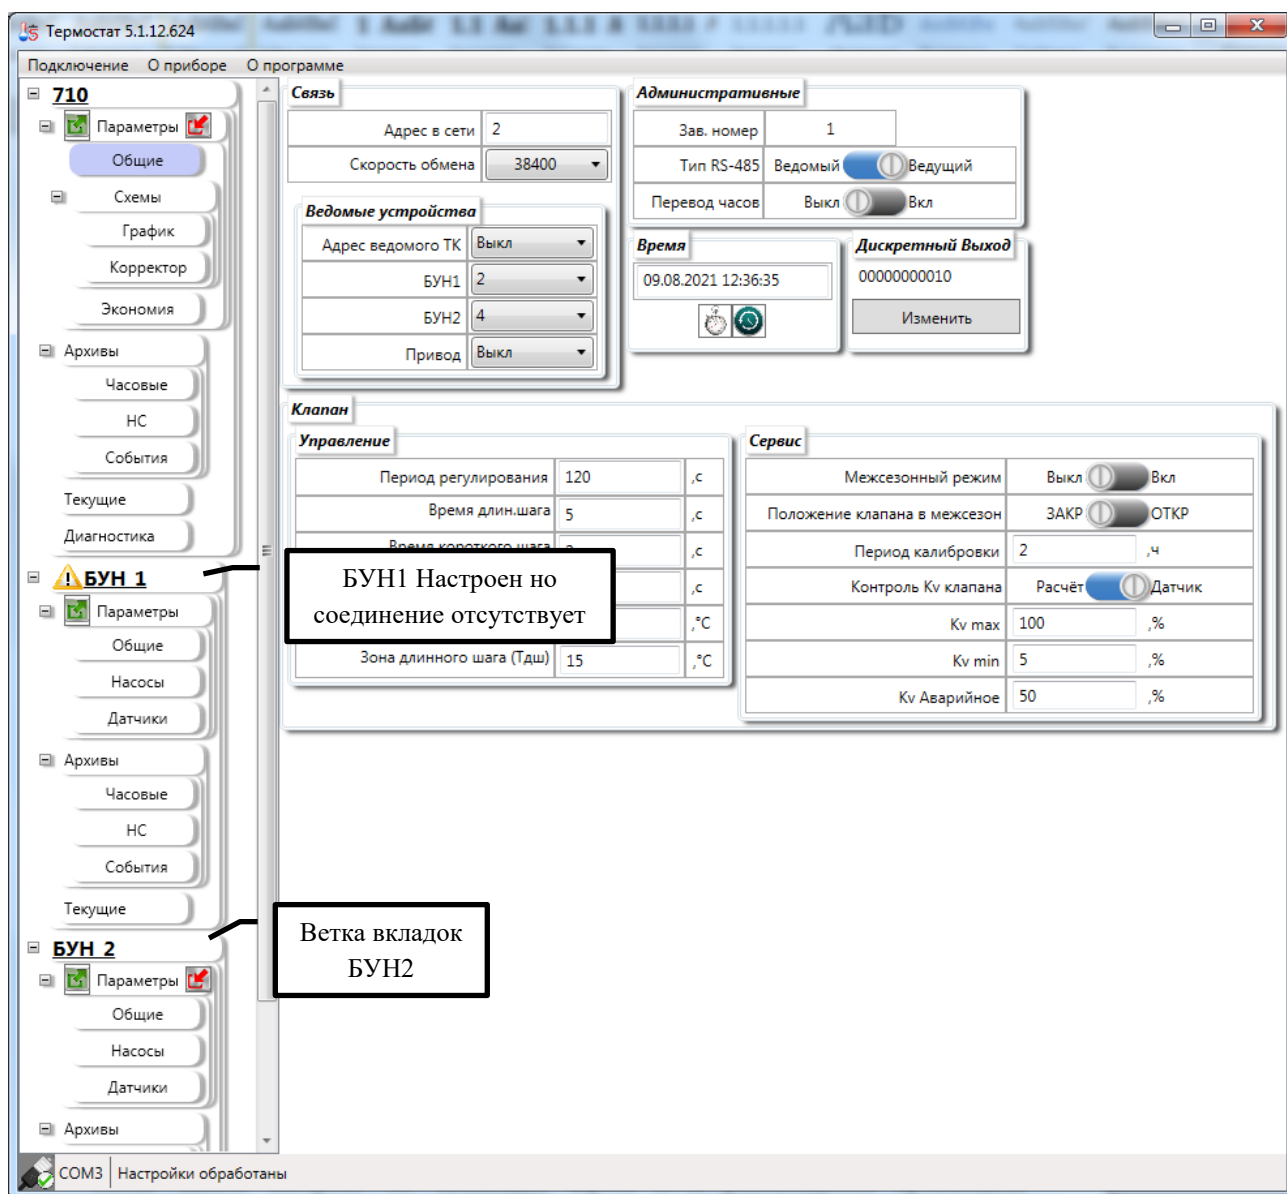 Термостат 5.1.12.624
Подключение О приборе О программе
710
Параметры
Общие
Схемы
График
Корректор
Экономия
Архивы
Часовые
НС
События
Текущие
Диагностика
БУН 1
Параметры
Общие
Насосы
Датчики
Архивы
Часовые
НС
События
Текущие
БУН 2
Параметры
Общие
Насосы
Датчики
Архивы
Связь
Адрес в сети 2
Скорость обмена 38400
Ведомые устройства
Адрес ведомого ТК Выкл
БУН1 2
БУН2 4
Привод Выкл
Административные
Зав. номер 1
Тип RS-485 Ведомый Ведущий
Перевод часов Выкл Вкл
Время
09.08.2021 12:36:35
Дискретный Выход
00000000010
Изменить
Клапан
Управление
Период регулирования 120 ,с
Время длин.шага 5 ,с
,с
,с
,°C
Зона длинного шага (Тдш) 15 ,°C
Сервис
Межсезонный режим Выкл Вкл
Положение клапана в межсезон ЗАКР ОТКР
Период калибровки 2 ,ч
Контроль Kv клапана Расчёт Датчик
Kv max 100 ,%
Kv min 5 ,%
Kv Аварийное 50 ,%
БУН1 Настроен но
соединение отсутствует
Ветка вкладок
БУН2
COM3 Настройки обработаны